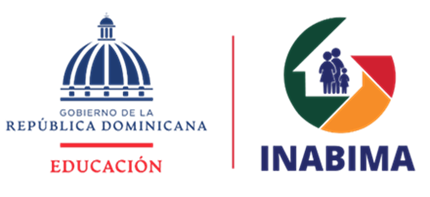 GOBIERNO DE LA
REPÚBLICA DOMINICANA
EDUCACIÓN
INABIMA